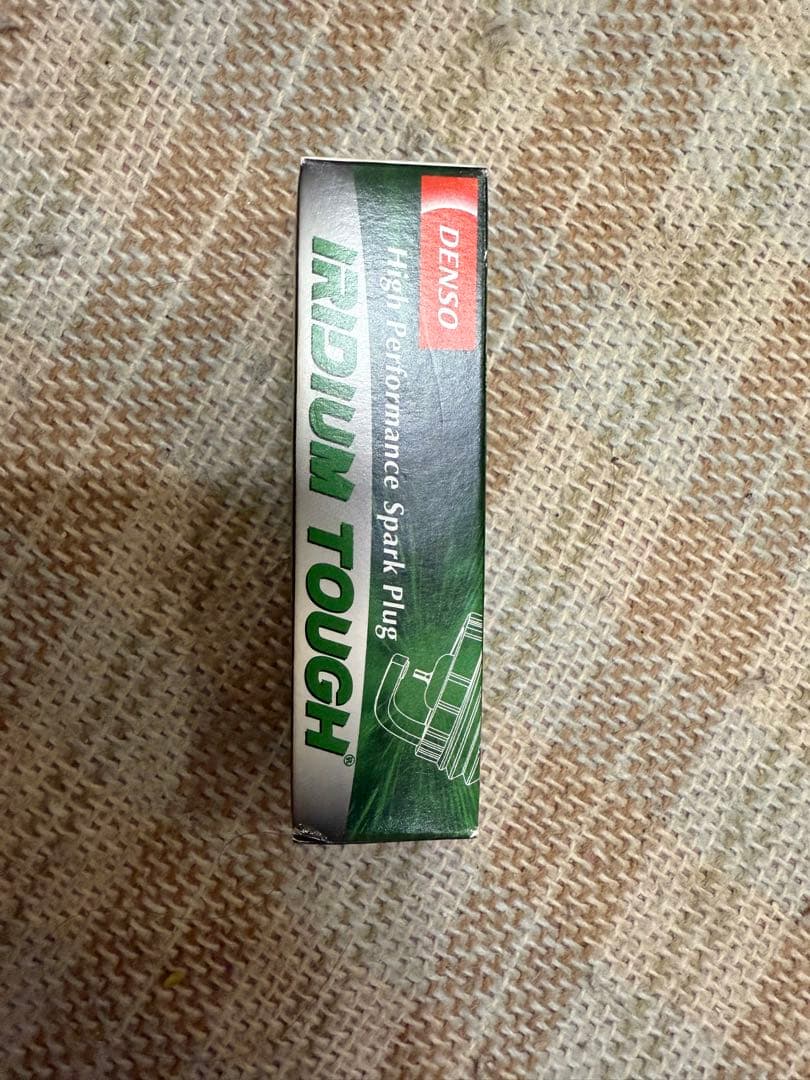 DENSO
High Performance Spark Plug
IRIDIUM TOUGH®